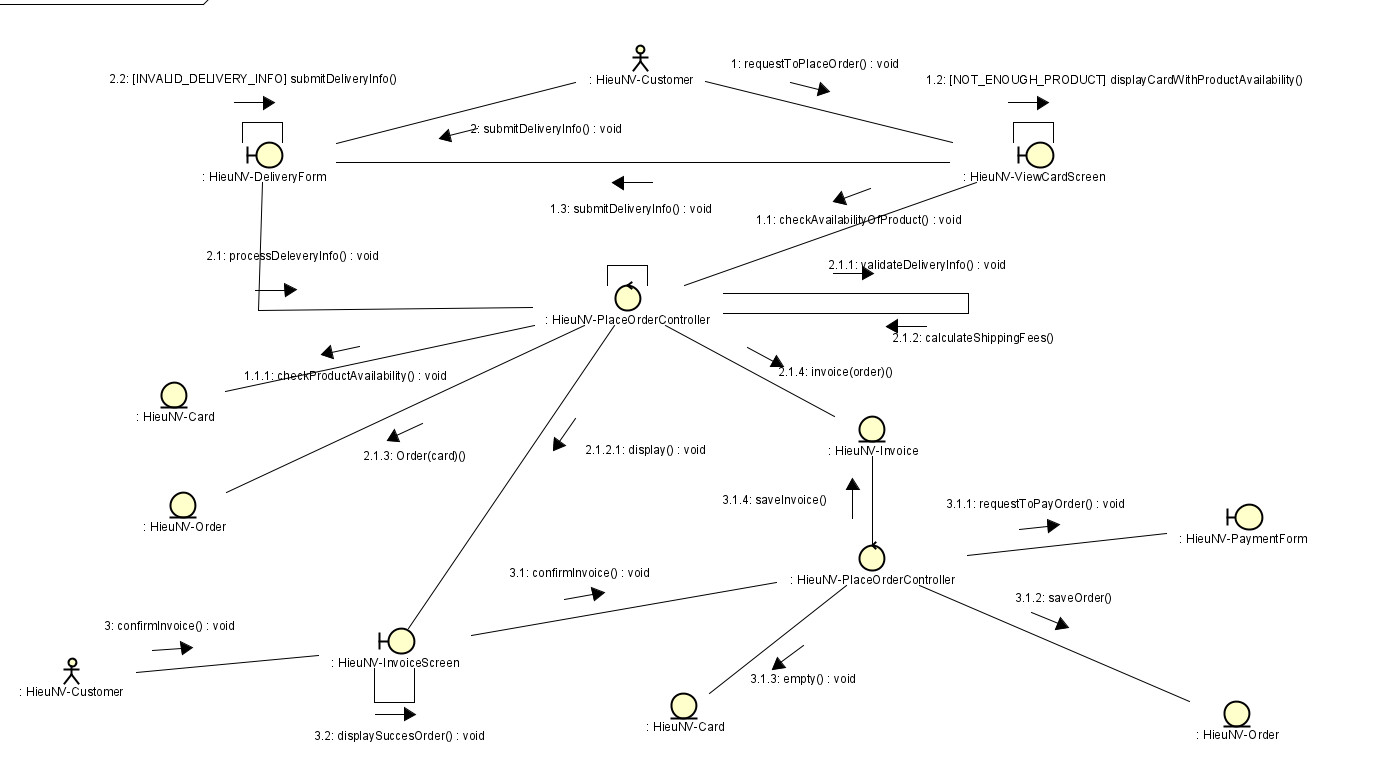 1: requestToPlaceOrder() : void
: HieuNV-Customer
2.2: [INVALID_DELIVERY_INFO] submitDeliveryInfo()
1.2: [NOT_ENOUGH_PRODUCT] displayCardWithProductAvailability()
2: submitDeliveryInfo() : void
: HieuNV-DeliveryForm
: HieuNV-ViewCardScreen
1.3: submitDeliveryInfo() : void
1.1: checkAvailabilityOfProduct() : void
2.1: processDeleveryInfo() : void
2.1.1: validateDeliveryInfo() : void
: HieuNV-PlaceOrderController
2.1.2: calculateShippingFees()
1.1.1: checkProductAvailability() : void
2.1.4: invoice(order)()
: HieuNV-Card
2.1.3: Order(card)()
2.1.2.1: display() : void
: HieuNV-Invoice
3.1.4: saveInvoice()
3.1.1: requestToPayOrder() : void
: HieuNV-Order
: HieuNV-PaymentForm
3.1: confirmInvoice() : void
: HieuNV-PlaceOrderController
3.1.2: saveOrder()
3: confirmInvoice() : void
: HieuNV-InvoiceScreen
3.1.3: empty() : void
: HieuNV-Customer
: HieuNV-Card
3.2: displaySuccesOrder() : void
: HieuNV-Order